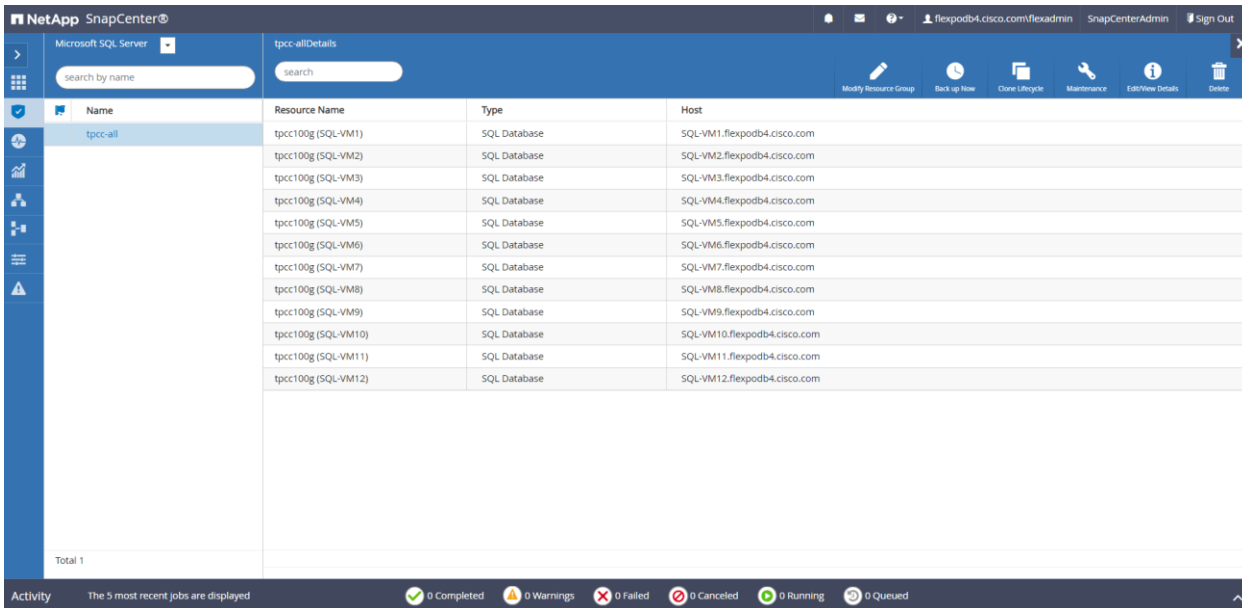 NetApp SnapCenter® flexpodb4.cisco.com\flexadmin SnapCenterAdmin Sign Out
Microsoft SQL Server
tpcc-allDetails
search by name
search
Modify Resource Group Back up Now Clone Lifecycle Maintenance Edit/View Details Delete
Name
Resource Name Type Host
tpcc-all
tpcc100g (SQL-VM1) SQL Database SQL-VM1.flexpodb4.cisco.com
tpcc100g (SQL-VM2) SQL Database SQL-VM2.flexpodb4.cisco.com
tpcc100g (SQL-VM3) SQL Database SQL-VM3.flexpodb4.cisco.com
tpcc100g (SQL-VM4) SQL Database SQL-VM4.flexpodb4.cisco.com
tpcc100g (SQL-VM5) SQL Database SQL-VM5.flexpodb4.cisco.com
tpcc100g (SQL-VM6) SQL Database SQL-VM6.flexpodb4.cisco.com
tpcc100g (SQL-VM7) SQL Database SQL-VM7.flexpodb4.cisco.com
tpcc100g (SQL-VM8) SQL Database SQL-VM8.flexpodb4.cisco.com
tpcc100g (SQL-VM9) SQL Database SQL-VM9.flexpodb4.cisco.com
tpcc100g (SQL-VM10) SQL Database SQL-VM10.flexpodb4.cisco.com
tpcc100g (SQL-VM11) SQL Database SQL-VM11.flexpodb4.cisco.com
tpcc100g (SQL-VM12) SQL Database SQL-VM12.flexpodb4.cisco.com
Total 1
Activity The 5 most recent jobs are displayed 0 Completed 0 Warnings 0 Failed 0 Canceled 0 Running 0 Queued